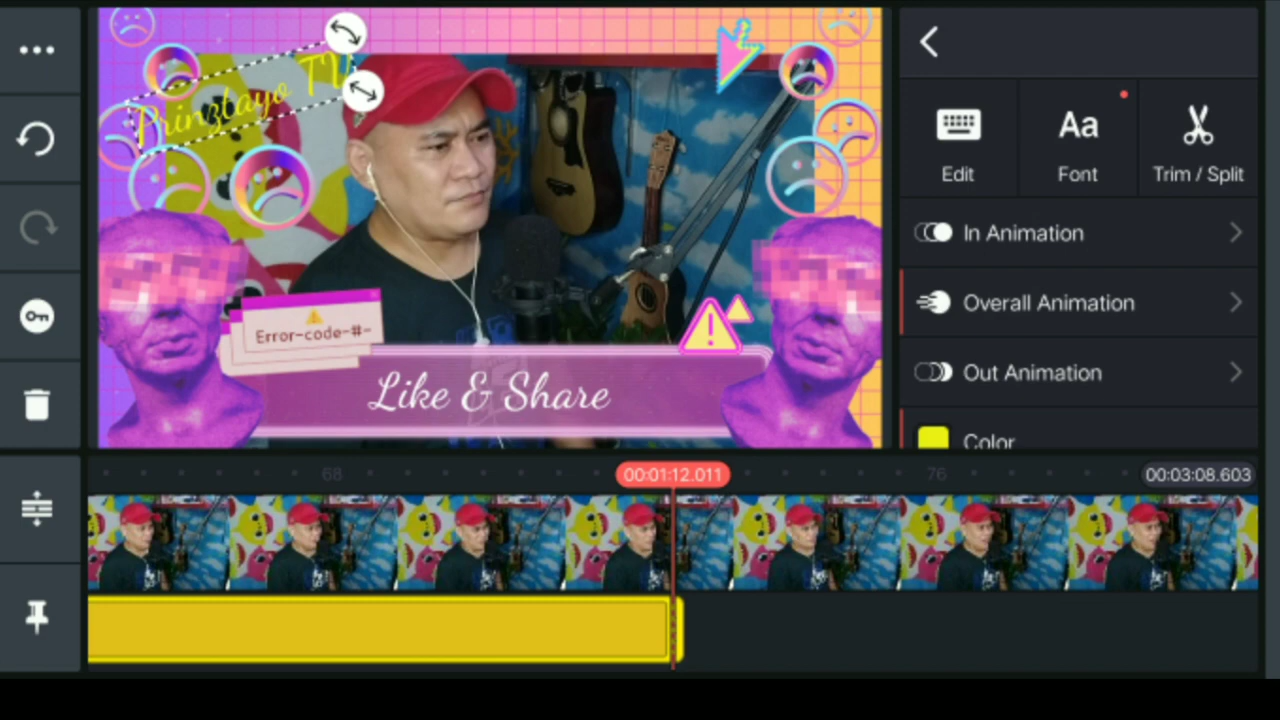 Prinztayo TV
Error-code-#-
Like & Share
Edit
Aa
Font
Trim / Split
In Animation
Overall Animation
Out Animation
Color
68
00:01:12.011
76
00:03:08.603